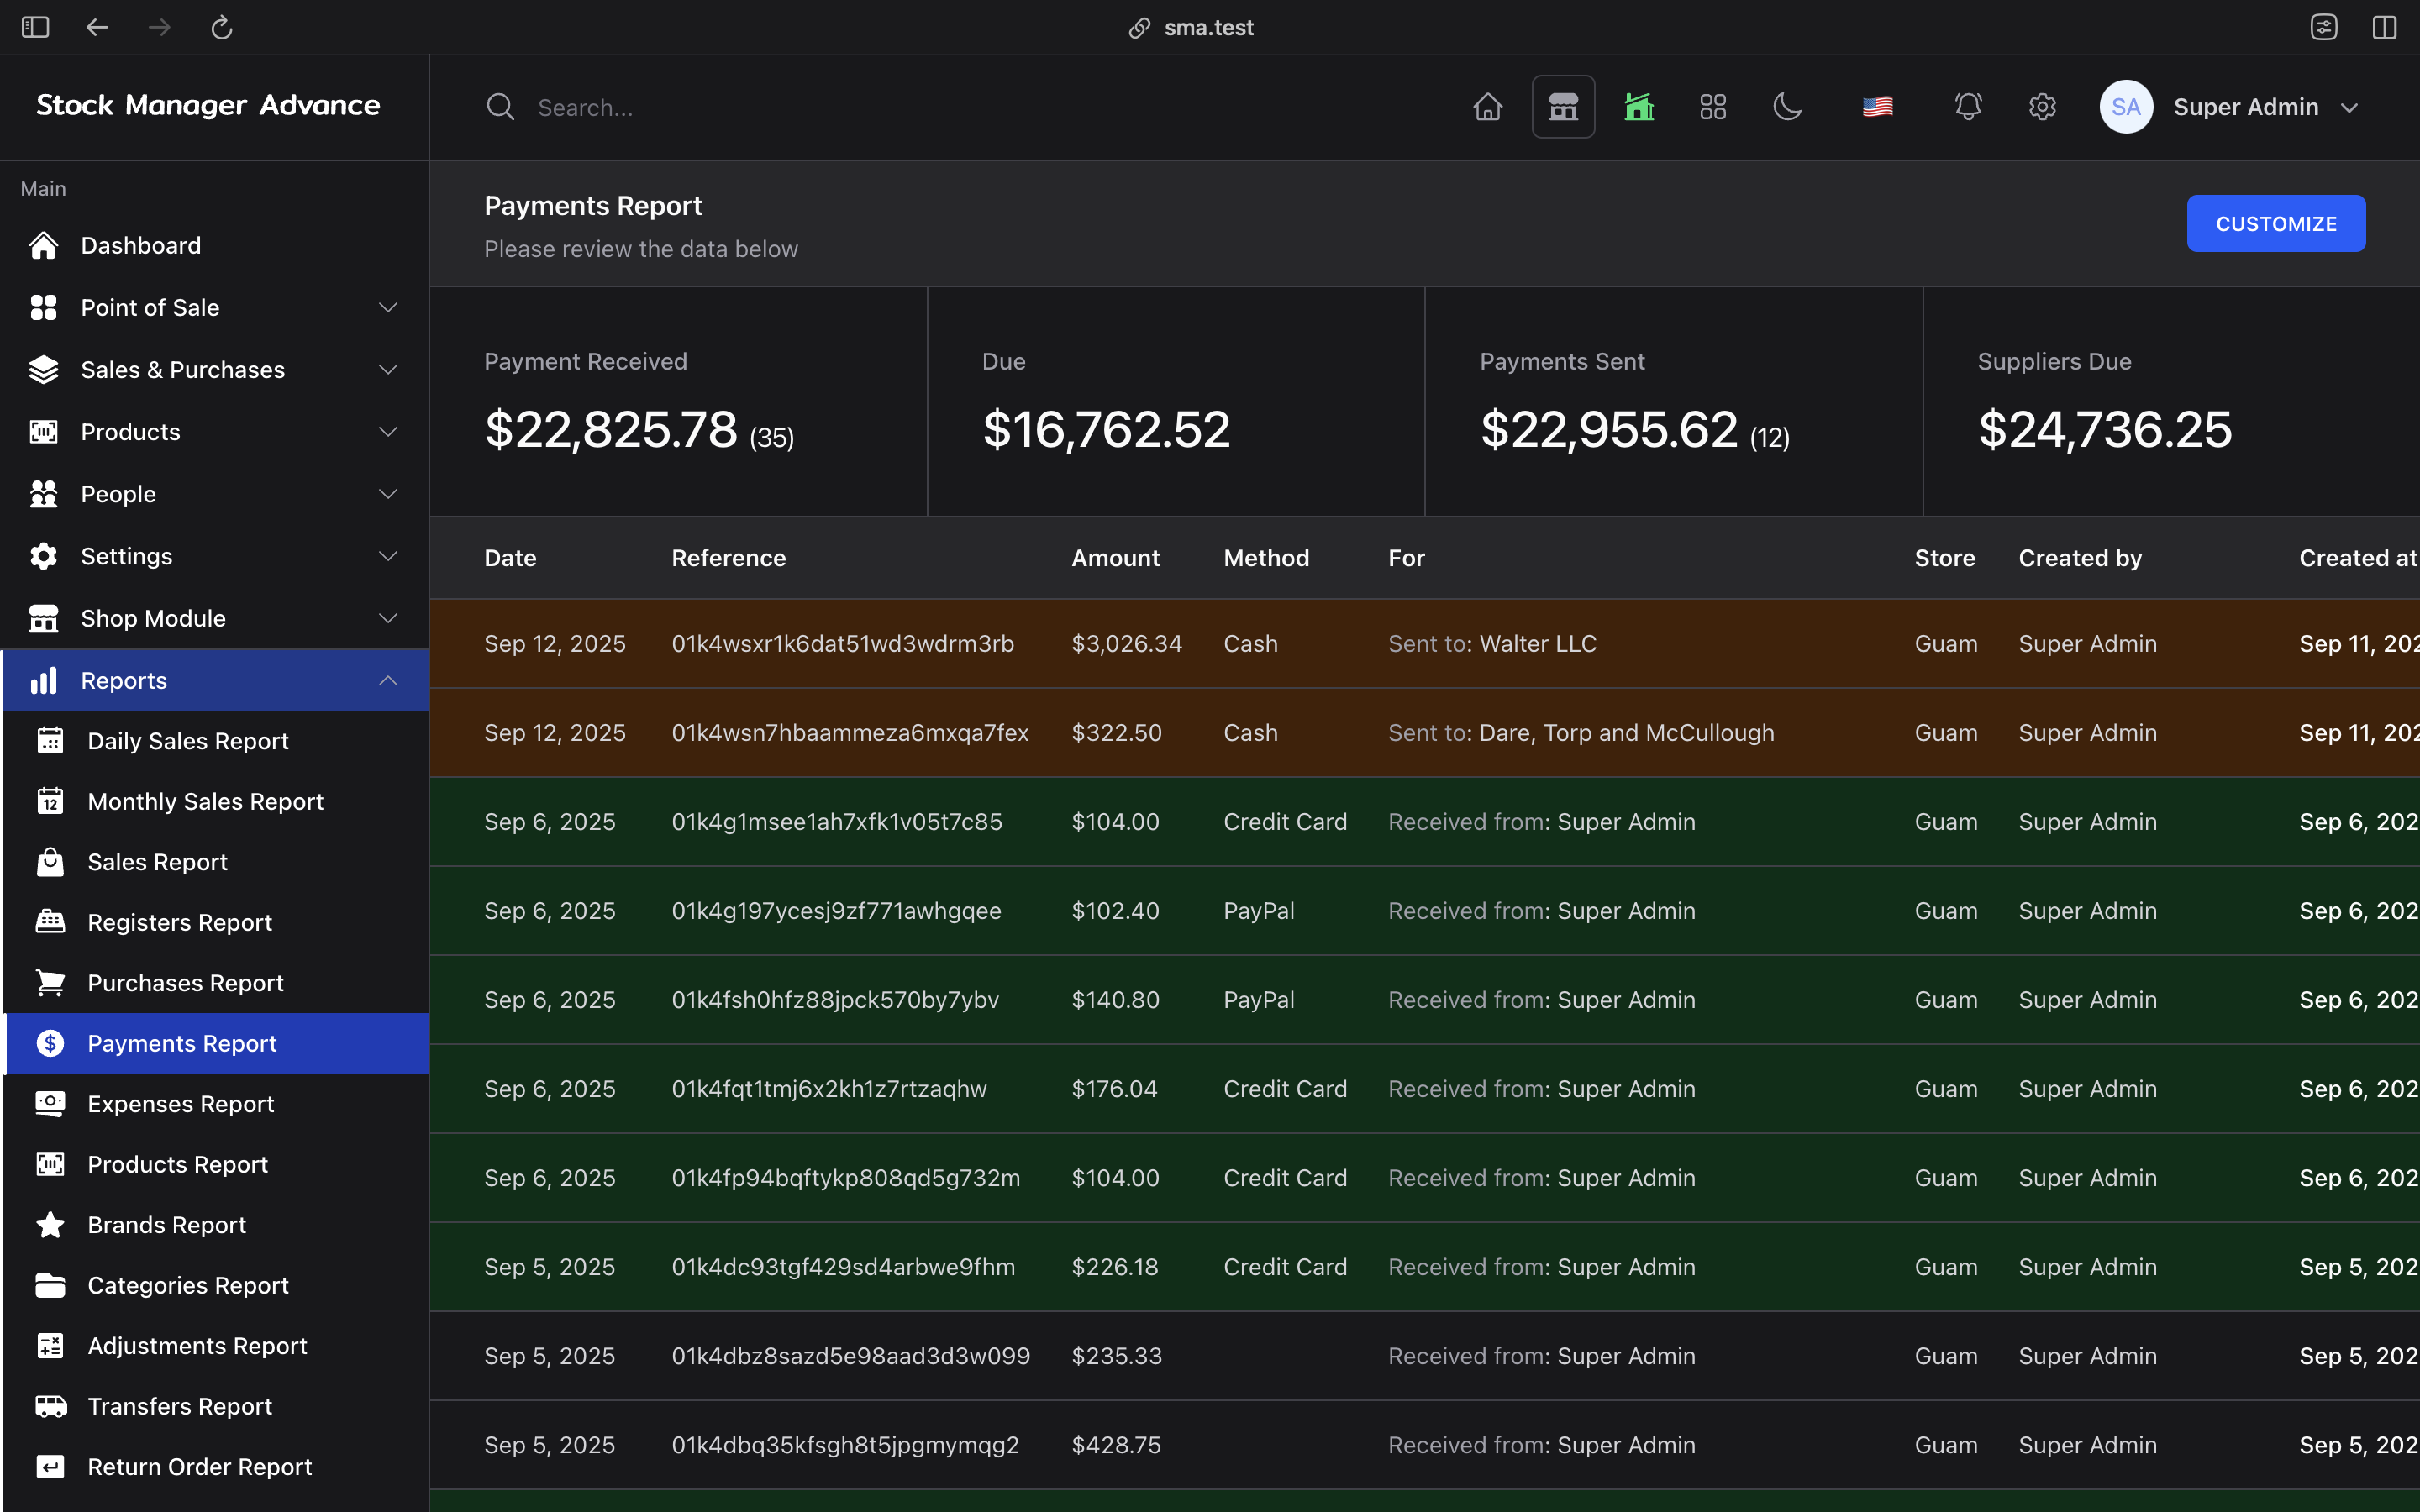 sma.test
Stock Manager Advance
Search...
SA Super Admin
Main
Dashboard
Point of Sale
Sales & Purchases
Products
People
Settings
Shop Module
Reports
Daily Sales Report
12
Monthly Sales Report
Sales Report
Registers Report
Purchases Report
$
Payments Report
Expenses Report
Products Report
Brands Report
Categories Report
Adjustments Report
Transfers Report
Return Order Report
Payments Report
Please review the data below
CUSTOMIZE
Payment Received
$22,825.78 (35)
Due
$16,762.52
Payments Sent
$22,955.62 (12)
Suppliers Due
$24,736.25
Date Reference Amount Method For Store Created by Created at
Sep 12, 2025 01k4wsxr1k6dat51wd3wdrm3rb $3,026.34 Cash Sent to: Walter LLC Guam Super Admin Sep 11, 202
Sep 12, 2025 01k4wsn7hbaammeza6mxqa7fex $322.50 Cash Sent to: Dare, Torp and McCullough Guam Super Admin Sep 11, 202
Sep 6, 2025 01k4g1msee1ah7xfk1v05t7c85 $104.00 Credit Card Received from: Super Admin Guam Super Admin Sep 6, 202
Sep 6, 2025 01k4g197ycesj9zf771awhgqee $102.40 PayPal Received from: Super Admin Guam Super Admin Sep 6, 202
Sep 6, 2025 01k4fsh0hfz88jpck570by7ybv $140.80 PayPal Received from: Super Admin Guam Super Admin Sep 6, 202
Sep 6, 2025 01k4fqt1tmj6x2kh1z7rtzaqhw $176.04 Credit Card Received from: Super Admin Guam Super Admin Sep 6, 202
Sep 6, 2025 01k4fp94bqftykp808qd5g732m $104.00 Credit Card Received from: Super Admin Guam Super Admin Sep 6, 202
Sep 5, 2025 01k4dc93tgf429sd4arbwe9fhm $226.18 Credit Card Received from: Super Admin Guam Super Admin Sep 5, 202
Sep 5, 2025 01k4dbz8sazd5e98aad3d3w099 $235.33 Received from: Super Admin Guam Super Admin Sep 5, 202
Sep 5, 2025 01k4dbq35kfsgh8t5jpgmymqg2 $428.75 Received from: Super Admin Guam Super Admin Sep 5, 202